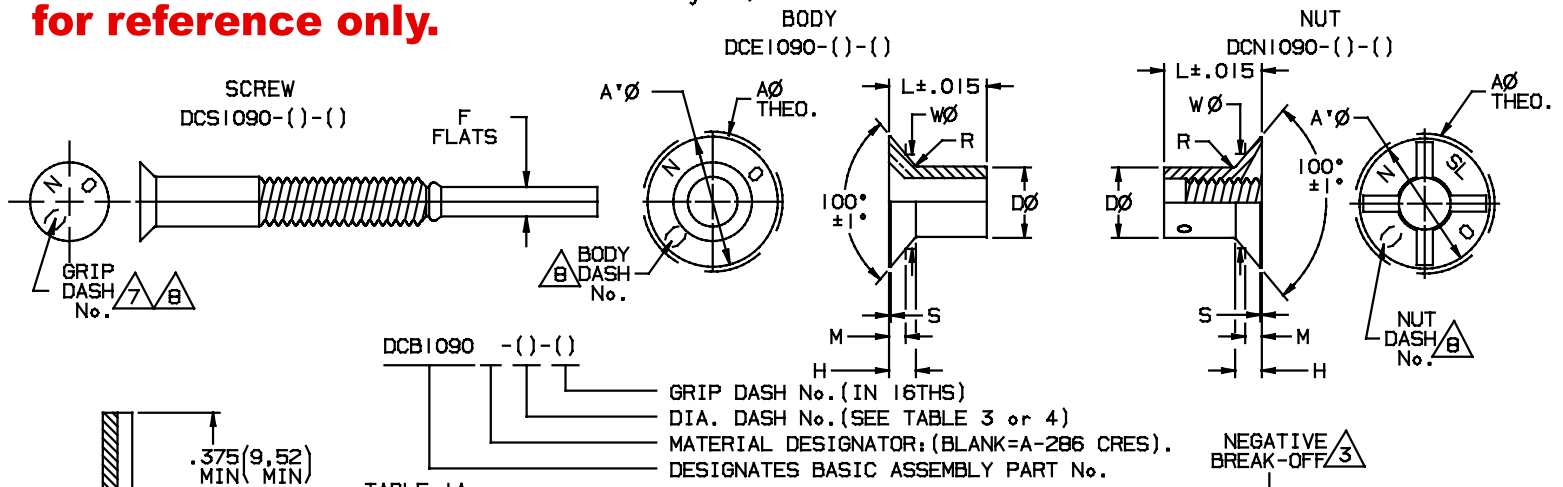 for reference only.
SCREW
DCS1090-()-()
F
FLATS
N O
()
GRIP
DASH
No.
7 8
BODY
DCE1090-()-()
A'Ø
AØ
THEO.
N O
()
8
BODY
DASH
No.
L±.015
WØ
R
100°
±1°
DØ
S
M
H
NUT
DCN1090-()-()
L±.015
WØ
R
100°
±1°
DØ
S
M
H
A'Ø
AØ
THEO.
N SL
() O
NUT
DASH
No.
8
DCB1090 -()-()
GRIP DASH No.(IN 16THS)
DIA. DASH No.(SEE TABLE 3 or 4)
MATERIAL DESIGNATOR:(BLANK=A-286 CRES).
DESIGNATES BASIC ASSEMBLY PART No.
.375(9,52)
MIN( MIN)
NEGATIVE
BREAK-OFF
3